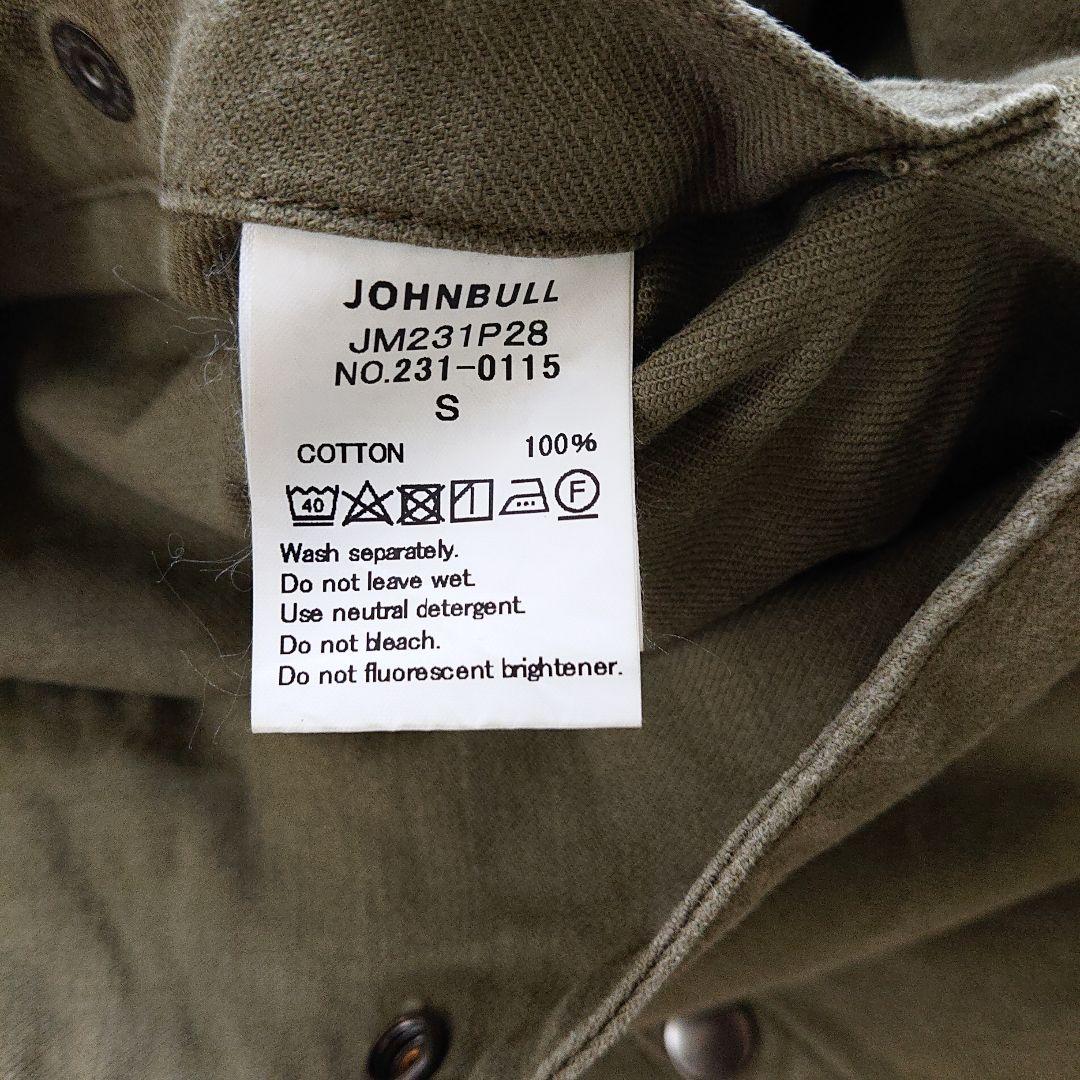 JOHNBULL
JM231P28
NO.231-0115
S
COTTON 100%
40 F
Wash separately.
Do not leave wet.
Use neutral detergent.
Do not bleach.
Do not fluorescent brightener.